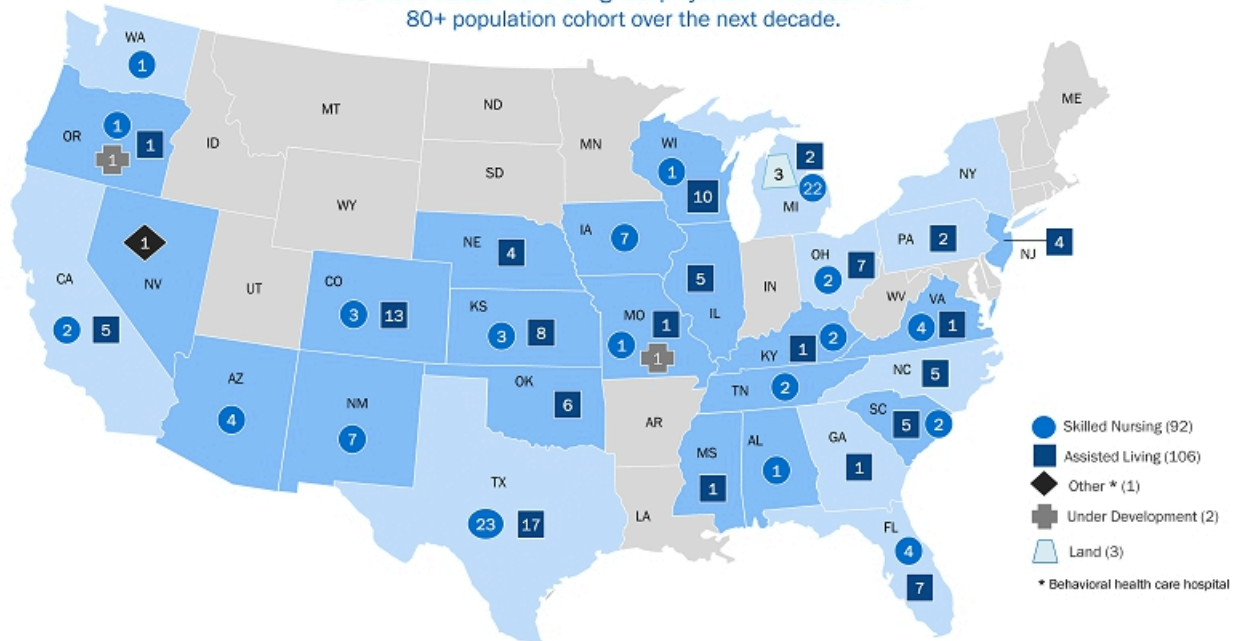 80+ population cohort over the next decade.
WA
1
OR
1
1
1
ID
MT
ND
MN
SD
WY
WI
1
10
3
2
22
MI
NY
ME
NV
1
UT
CA
2
5
CO
3
13
NE
4
KS
3
8
IA
7
MO
1
1
1
5
IL
IN
OH
2
7
PA
2
NJ
4
WV
VA
4
1
KY
1
2
TN
2
NC
5
SC
5
2
AZ
4
NM
7
OK
6
AR
TX
23
17
LA
MS
1
AL
1
GA
1
FL
4
7
Skilled Nursing (92)
Assisted Living (106)
Other * (1)
Under Development (2)
Land (3)
* Behavioral health care hospital